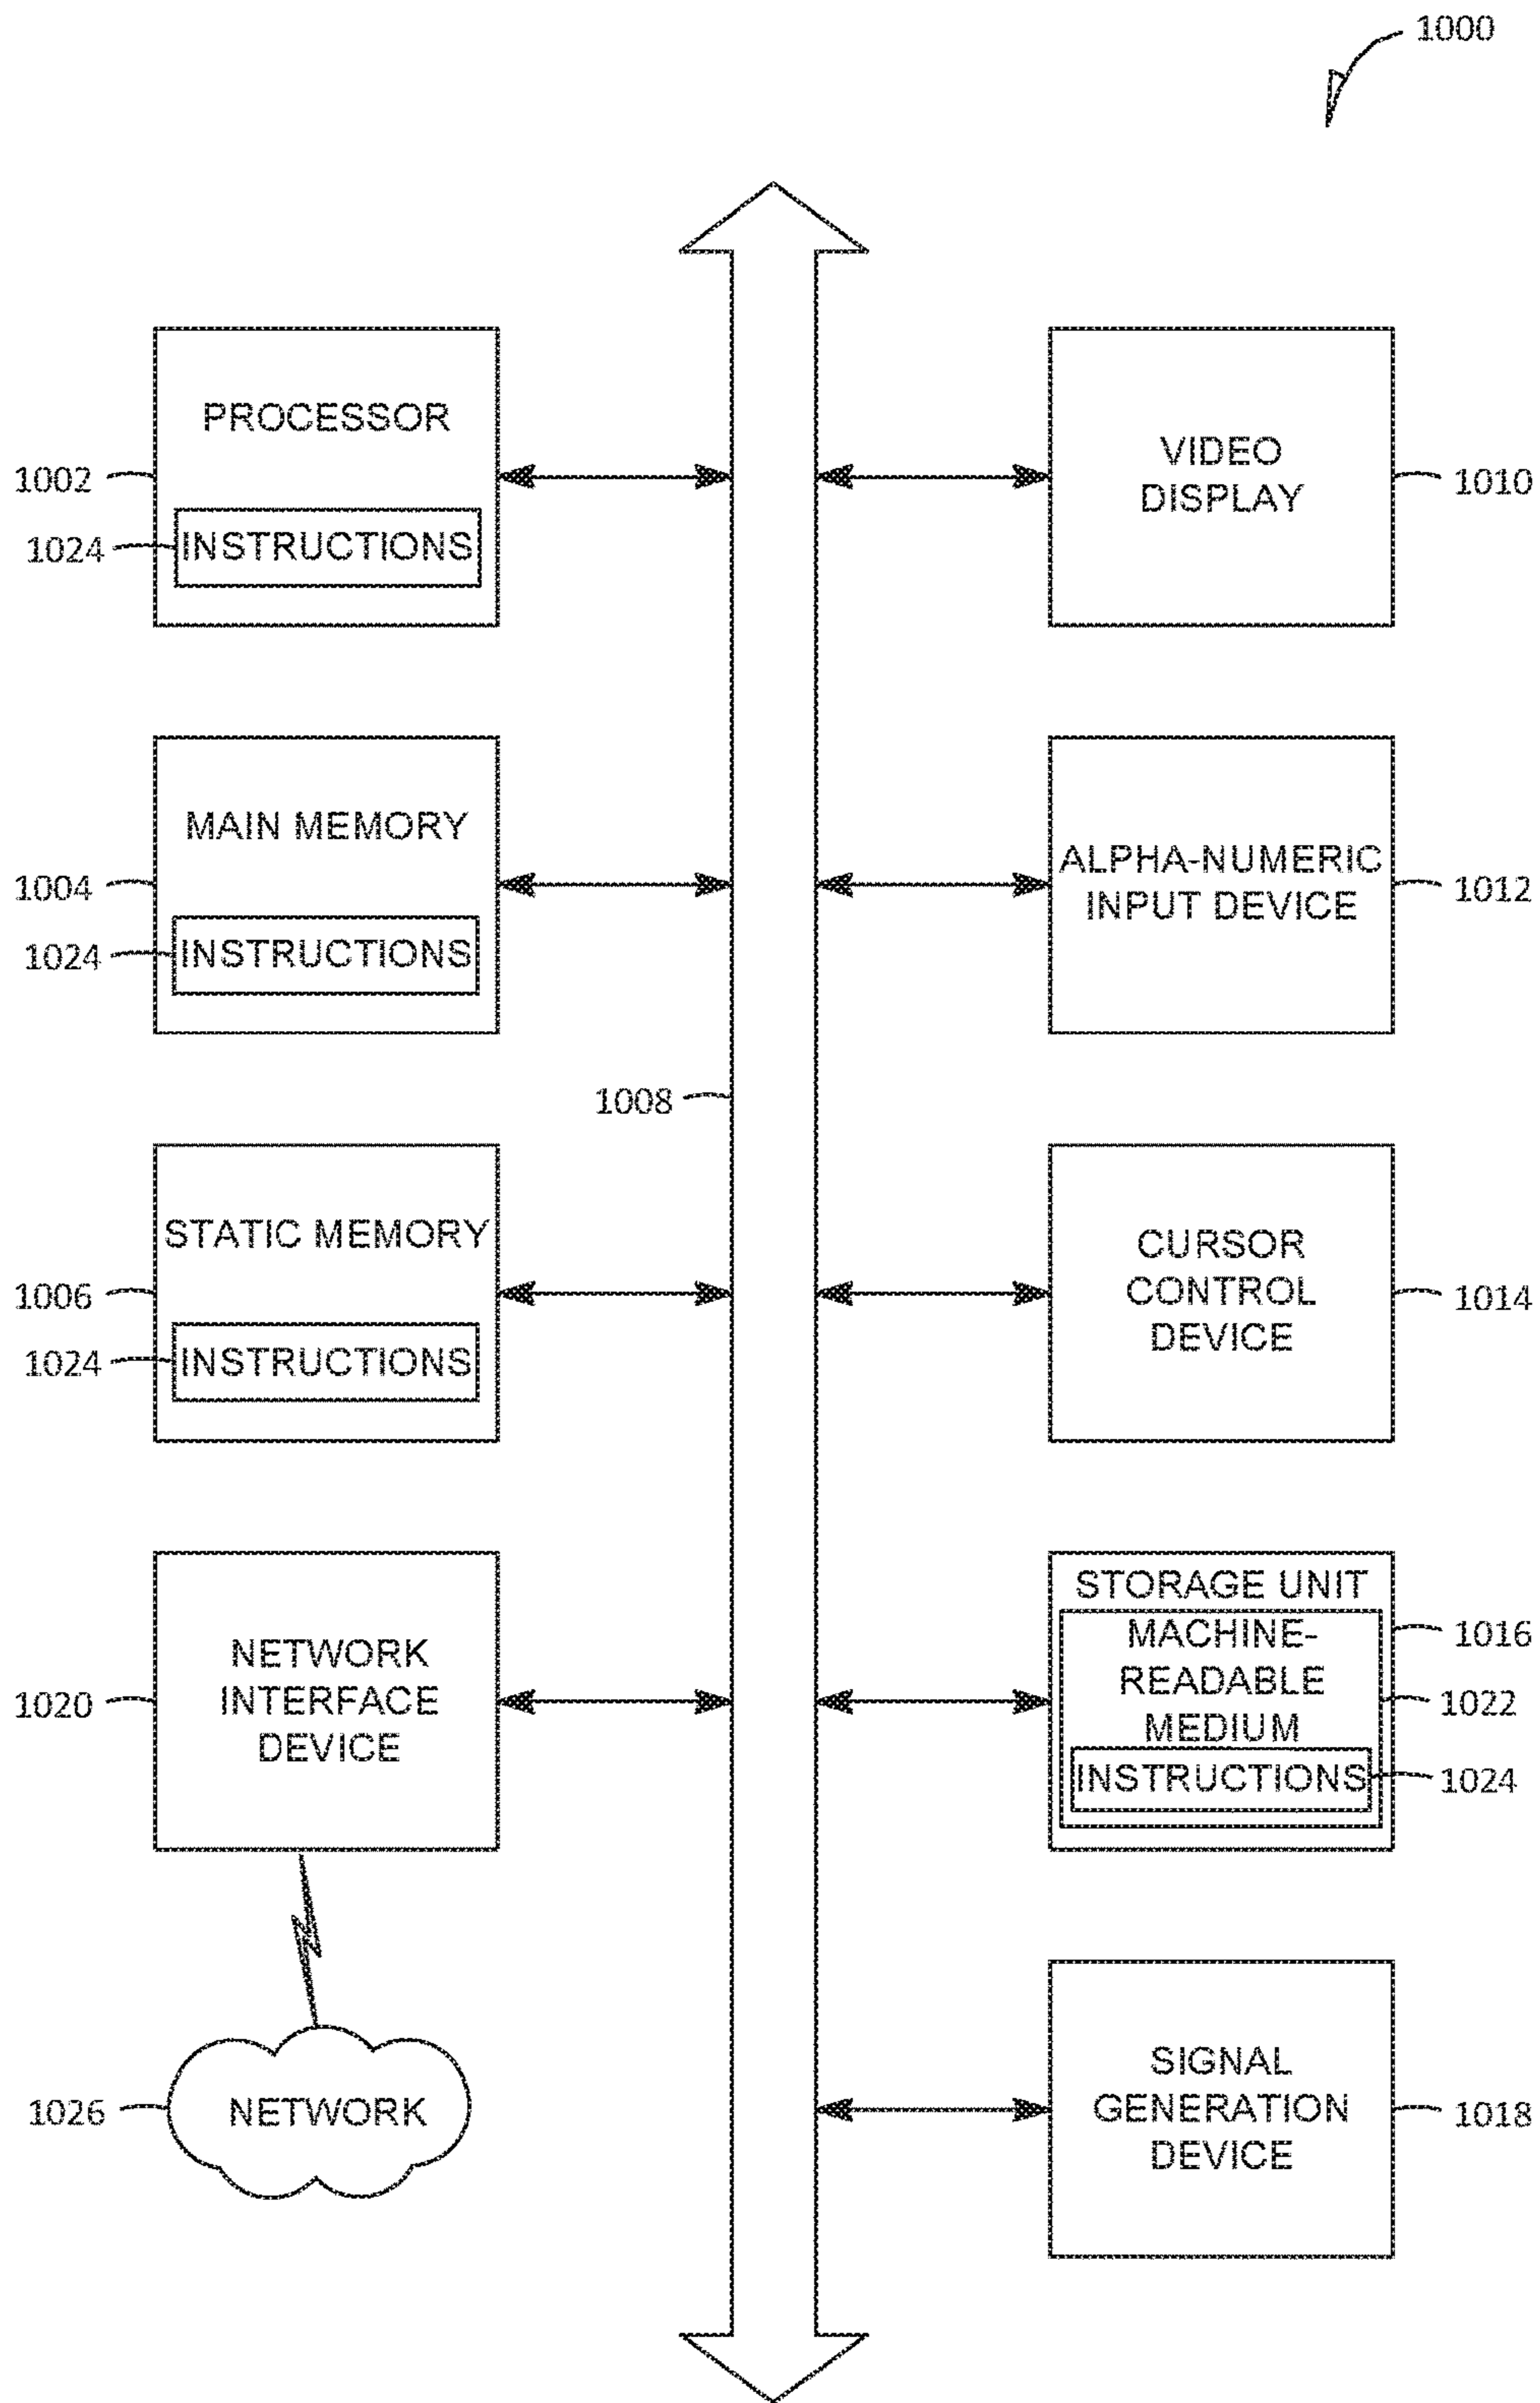 1000
PROCESSOR
1002
1024
INSTRUCTIONS
VIDEO
DISPLAY
1010
MAIN MEMORY
1004
1024
INSTRUCTIONS
ALPHA-NUMERIC
INPUT DEVICE
1012
1008
STATIC MEMORY
1006
1024
INSTRUCTIONS
CURSOR
CONTROL
DEVICE
1014
NETWORK
INTERFACE
DEVICE
1020
STORAGE UNIT
1016
MACHINE-
READABLE
MEDIUM
1022
INSTRUCTIONS
1024
NETWORK
1026
SIGNAL
GENERATION
DEVICE
1018